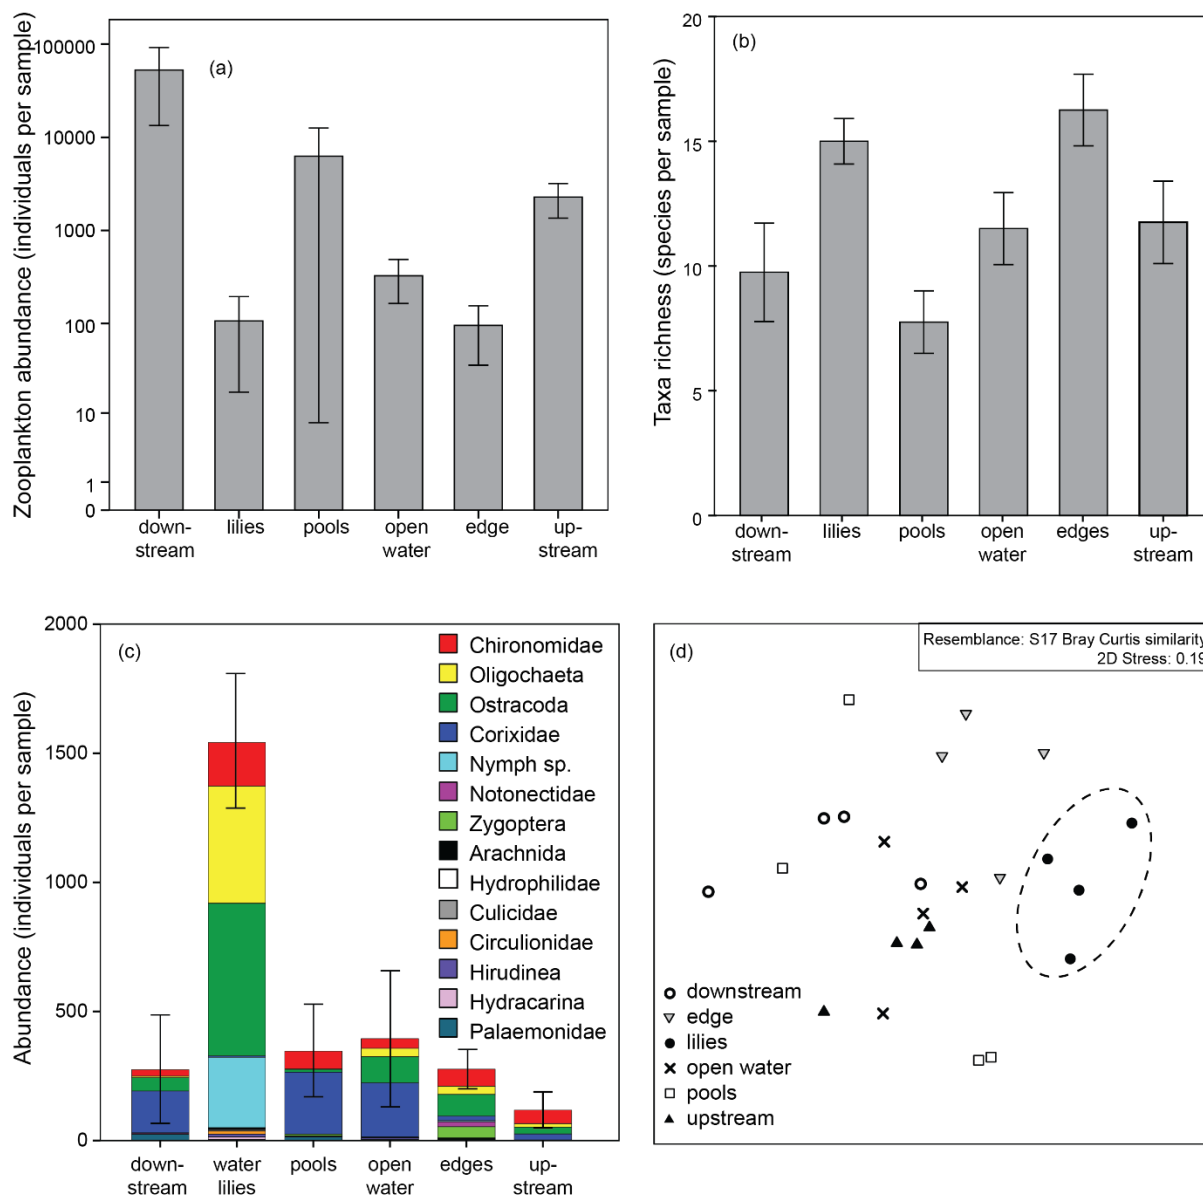 Zooplankton abundance (individuals per sample)
100000
10000
1000
100
10
1
0
(a)
down-
stream
lilies
pools
open
water
edge
up-
stream
Taxa richness (species per sample)
20
15
10
5
0
(b)
down-
stream
lilies
pools
open
water
edges
up-
stream
Abundance (individuals per sample)
2000
1500
1000
500
0
(c)
Chironomidae
Oligochaeta
Ostracoda
Corixidae
Nymph sp.
Notonectidae
Zygoptera
Arachnida
Hydrophilidae
Culicidae
Circulionidae
Hirudinea
Hydracarina
Palaemonidae
down-
stream
water
lilies
pools
open
water
edges
up-
stream
(d)
Resemblance: S17 Bray Curtis similarity
2D Stress: 0.19
downstream
edge
lilies
open water
pools
upstream